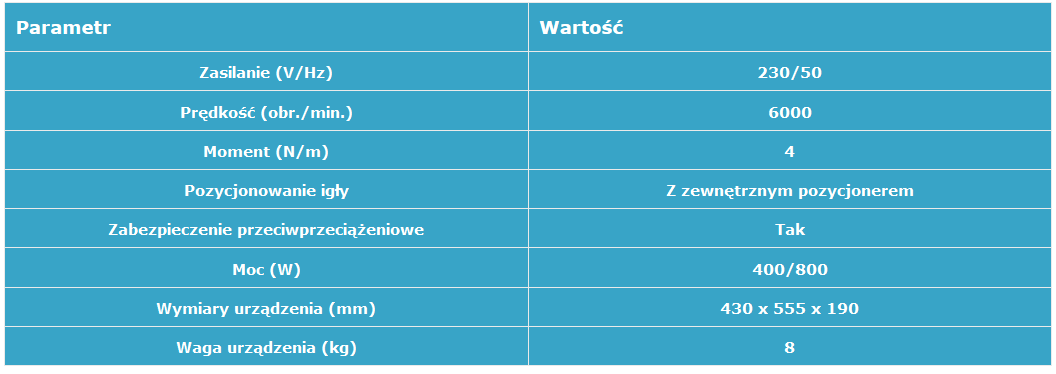 Parametr Wartość
Zasilanie (V/Hz) 230/50
Prędkość (obr./min.) 6000
Moment (N/m) 4
Pozycjonowanie igły Z zewnętrznym pozycjonerem
Zabezpieczenie przeciwprzeciążeniowe Tak
Moc (W) 400/800
Wymiary urządzenia (mm) 430 x 555 x 190
Waga urządzenia (kg) 8